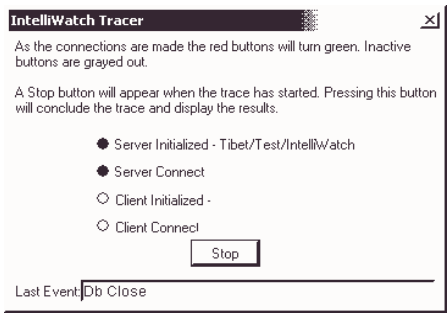 IntelliWatch Tracer
As the connections are made the red buttons will turn green. Inactive
buttons are grayed out.
A Stop button will appear when the trace has started. Pressing this button
will conclude the trace and display the results.
Server Initialized - Tibet/Test/IntelliWatch
Server Connect
Client Initialized -
Client Connect
Stop
Last Event: Db Close